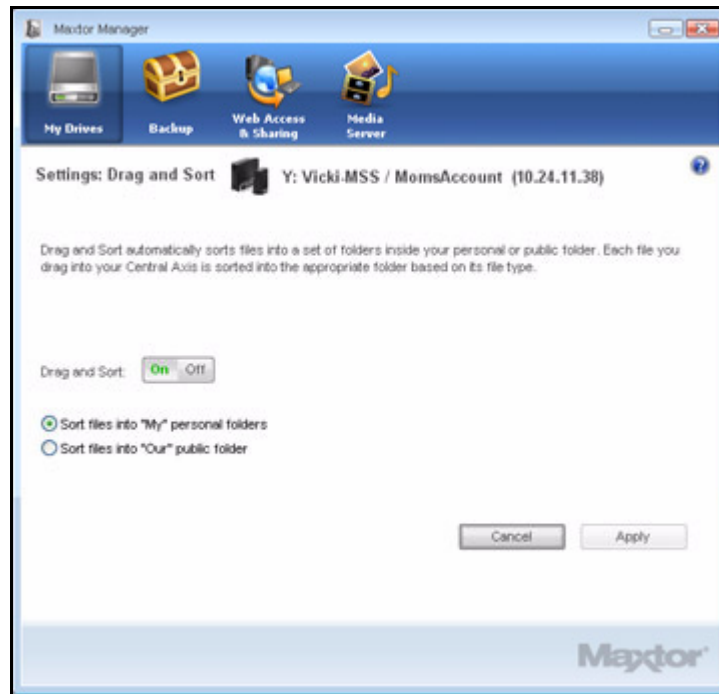 Maxtor Manager
My Drives
Backup
Web Access
& Sharing
Media
Server
Settings: Drag and Sort
Y: Vicki-MSS / MomsAccount (10.24.11.38)
?
Drag and Sort automatically sorts files into a set of folders inside your personal or public folder. Each file you
drag into your Central Axis is sorted into the appropriate folder based on its file type.
Drag and Sort: On Off
Sort files into "My" personal folders
Sort files into "Our" public folder
Cancel
Apply
Maxtor